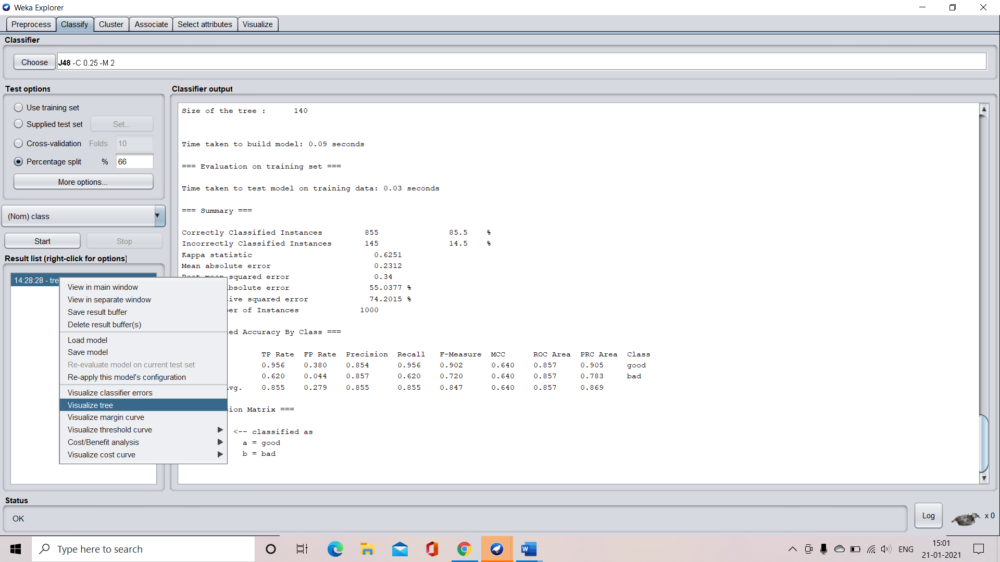 Weka Explorer
Preprocess Classify Cluster Associate Select attributes Visualize
Classifier
Choose J48 -C 0.25 -M 2
Test options
Use training set
Supplied test set Set...
Cross-validation Folds 10
Percentage split % 66
More options...
(Nom) class
Start Stop
Result list (right-click for options)
14:28:28 - tre
View in main window
View in separate window
Save result buffer
Delete result buffer(s)
Load model
Save model
Re-evaluate model on current test set
Re-apply this model's configuration
Visualize classifier errors
Visualize tree
Visualize margin curve
Visualize threshold curve
Cost/Benefit analysis
Visualize cost curve
Classifier output
Size of the tree : 140
Time taken to build model: 0.09 seconds
=== Evaluation on training set ===
Time taken to test model on training data: 0.03 seconds
=== Summary ===
Correctly Classified Instances 855 85.5 %
Incorrectly Classified Instances 145 14.5 %
Kappa statistic 0.6251
Mean absolute error 0.2312
Root mean squared error 0.34
bsolute error 55.0377 %
ive squared error 74.2015 %
er of Instances 1000
ed Accuracy By Class ===
TP Rate FP Rate Precision Recall F-Measure MCC ROC Area PRC Area Class
0.956 0.380 0.854 0.956 0.902 0.640 0.857 0.905 good
0.620 0.044 0.857 0.620 0.720 0.640 0.857 0.783 bad
vg. 0.855 0.279 0.855 0.855 0.847 0.640 0.857 0.869
ion Matrix ===
<-- classified as
a = good
b = bad
Status
OK
Log
x 0
Type here to search
ENG
15:01
21-01-2021